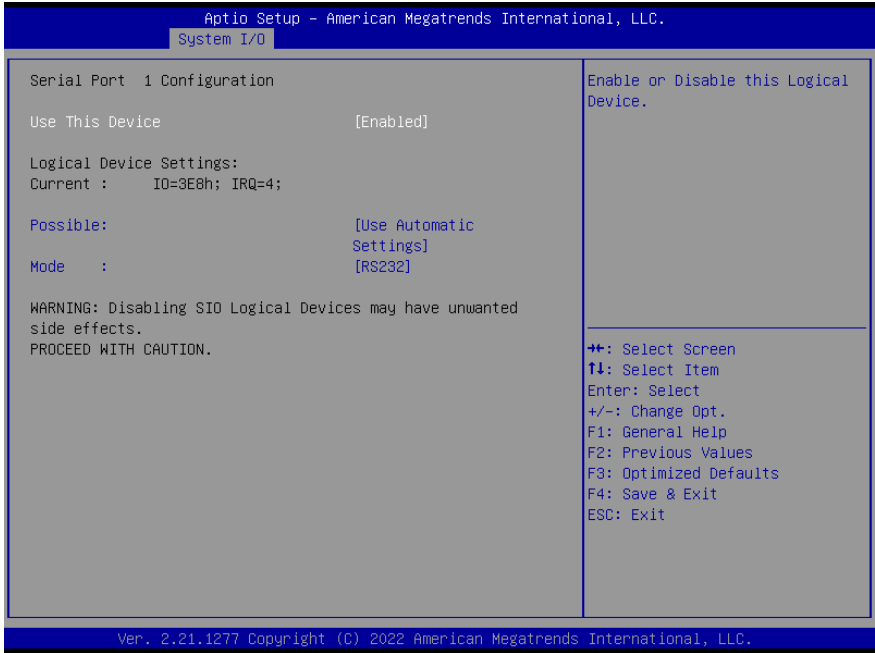 Aptio Setup – American Megatrends International, LLC.
System I/O
Serial Port 1 Configuration
Use This Device [Enabled]
Logical Device Settings:
Current : IO=3E8h; IRQ=4;
Possible: [Use Automatic
Settings]
Mode : [RS232]
WARNING: Disabling SIO Logical Devices may have unwanted
side effects.
PROCEED WITH CAUTION.
Enable or Disable this Logical
Device.
→←: Select Screen
↑↓: Select Item
Enter: Select
+/-: Change Opt.
F1: General Help
F2: Previous Values
F3: Optimized Defaults
F4: Save & Exit
ESC: Exit
Ver. 2.21.1277 Copyright (C) 2022 American Megatrends International, LLC.